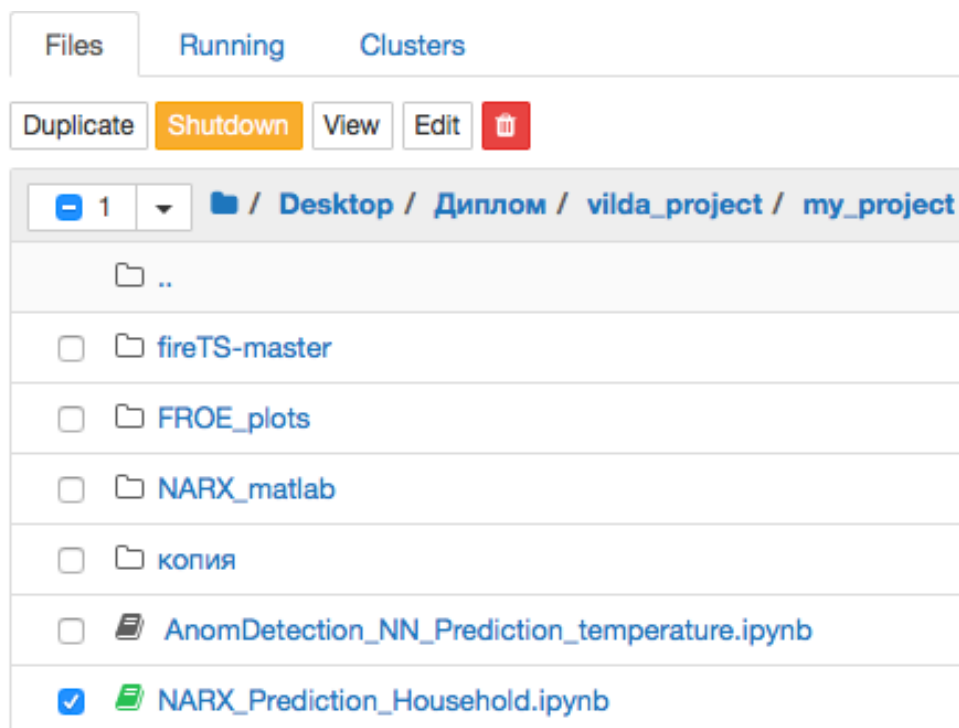 Files Running Clusters
Duplicate Shutdown View Edit
1 / Desktop / Диплом / vilda_project / my_project
..
fireTS-master
FROE_plots
NARX_matlab
копия
AnomDetection_NN_Prediction_temperature.ipynb
NARX_Prediction_Household.ipynb